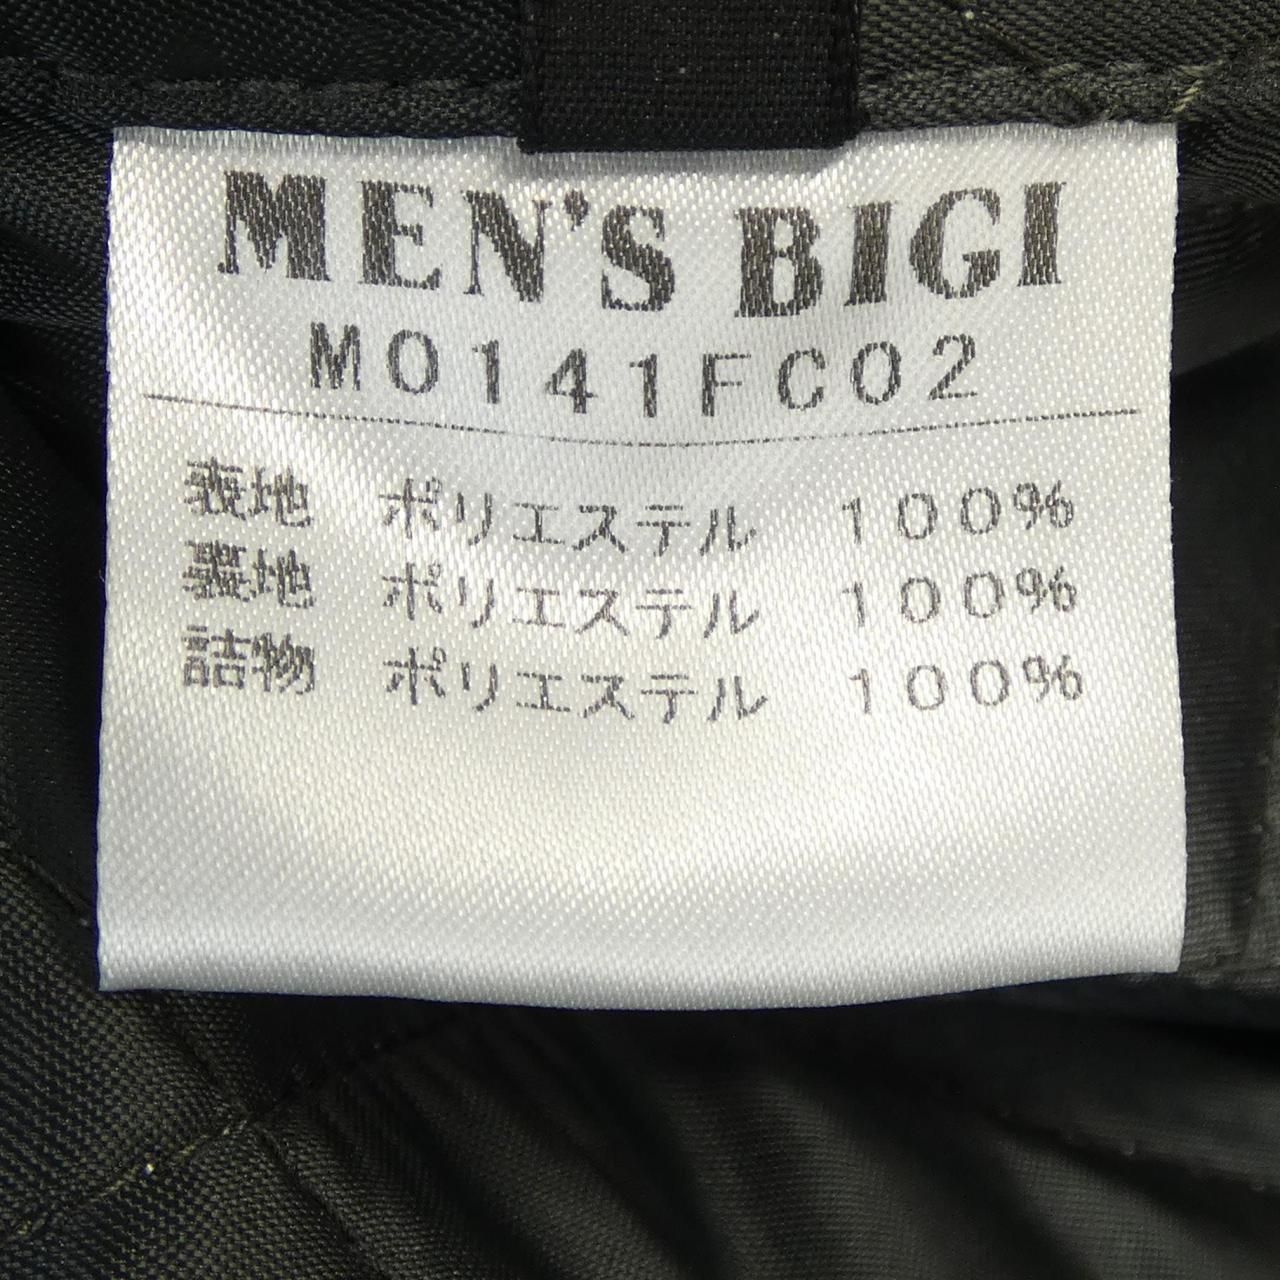 MEN'S BIGI
M0141FC02
表地 ポリエステル 100%
裏地 ポリエステル 100%
詰物 ポリエステル 100%